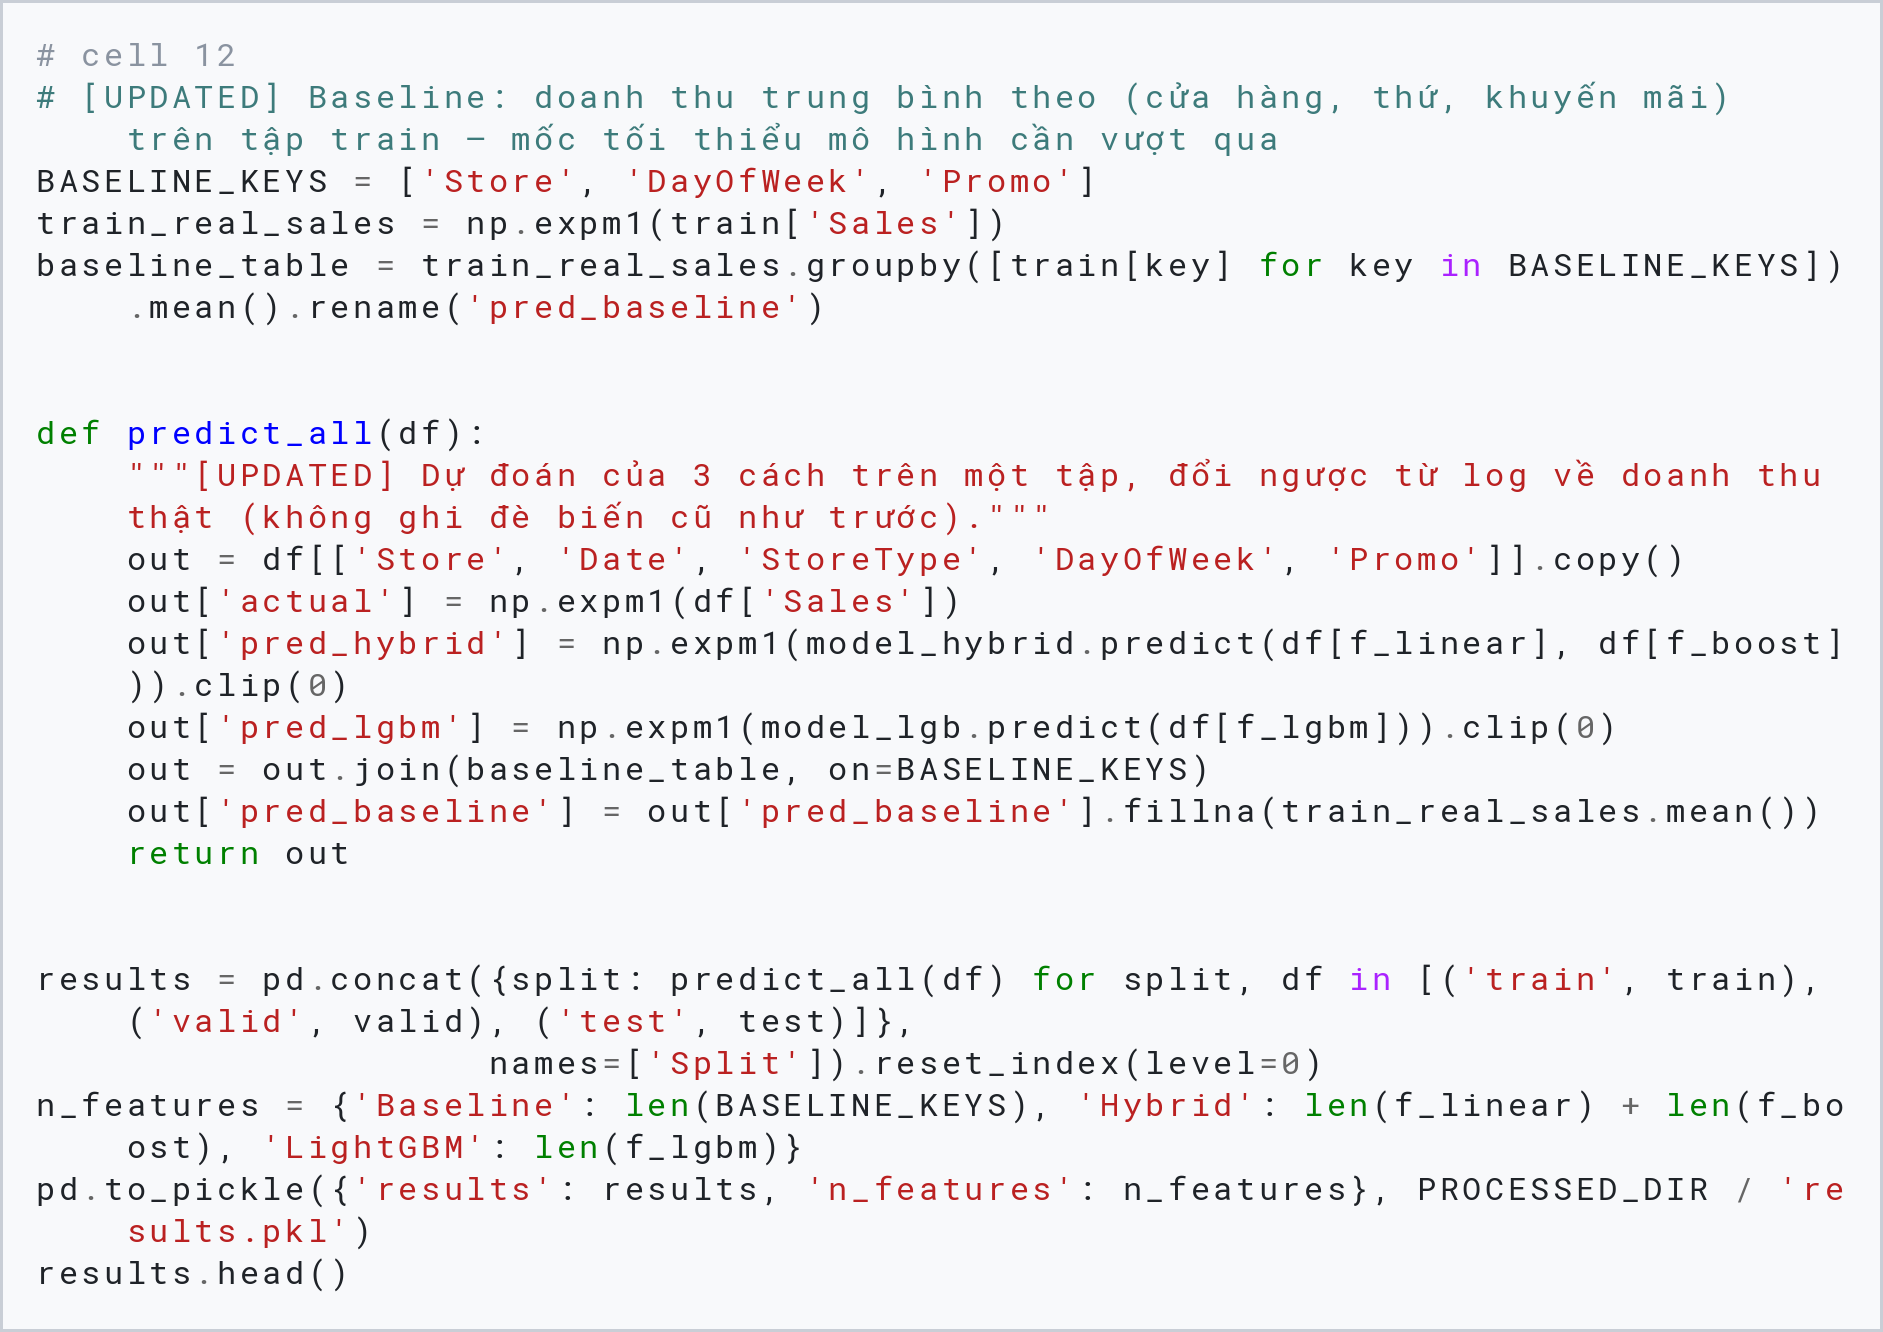 # cell 12
# [UPDATED] Baseline: doanh thu trung bình theo (cửa hàng, thứ, khuyến mãi)
    trên tập train — mốc tối thiểu mô hình cần vượt qua
BASELINE_KEYS = ['Store', 'DayOfWeek', 'Promo']
train_real_sales = np.expm1(train['Sales'])
baseline_table = train_real_sales.groupby([train[key] for key in BASELINE_KEYS])
    .mean().rename('pred_baseline')


def predict_all(df):
    """[UPDATED] Dự đoán của 3 cách trên một tập, đổi ngược từ log về doanh thu
    thật (không ghi đè biến cũ như trước)."""
    out = df[['Store', 'Date', 'StoreType', 'DayOfWeek', 'Promo']].copy()
    out['actual'] = np.expm1(df['Sales'])
    out['pred_hybrid'] = np.expm1(model_hybrid.predict(df[f_linear], df[f_boost]
    )).clip(0)
    out['pred_lgbm'] = np.expm1(model_lgb.predict(df[f_lgbm])).clip(0)
    out = out.join(baseline_table, on=BASELINE_KEYS)
    out['pred_baseline'] = out['pred_baseline'].fillna(train_real_sales.mean())
    return out


results = pd.concat({split: predict_all(df) for split, df in [('train', train),
    ('valid', valid), ('test', test)]},
                    names=['Split']).reset_index(level=0)
n_features = {'Baseline': len(BASELINE_KEYS), 'Hybrid': len(f_linear) + len(f_bo
    ost), 'LightGBM': len(f_lgbm)}
pd.to_pickle({'results': results, 'n_features': n_features}, PROCESSED_DIR / 're
    sults.pkl')
results.head()